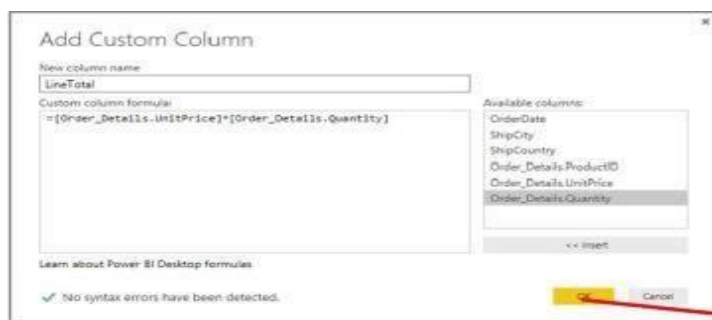 Add Custom Column
New column name
LineTotal
Custom column formula:
=[Order_Details.UnitPrice]*[Order_Details.Quantity]
Available columns:
OrderDate
ShipCity
ShipCountry
Order_Details.ProductID
Order_Details.UnitPrice
Order_Details.Quantity
<< Insert
Learn about Power BI Desktop formulas
✓ No syntax errors have been detected.
OK
Cancel